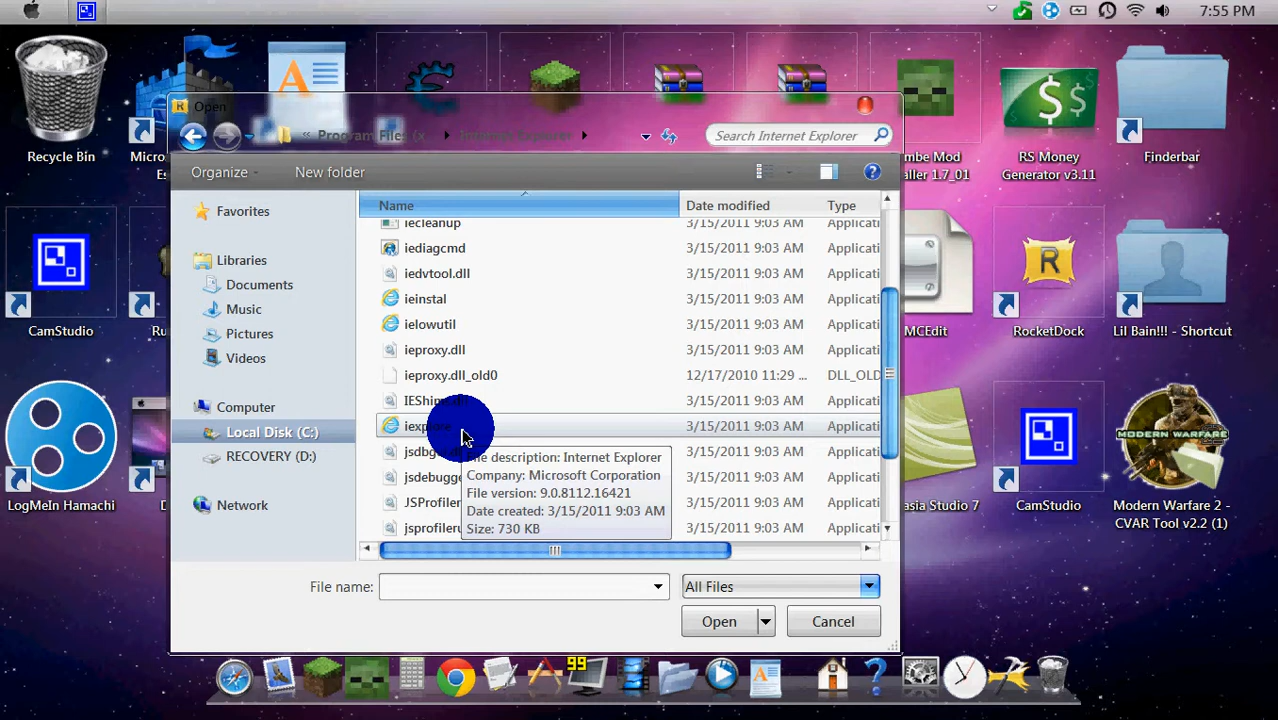 7:55 PM
Recycle Bin
Micros
Es
Open
« Program Files (x
Internet Explorer
Search Internet Explorer
mbe Mod
aller 1.7_01
RS Money
Generator v3.11
Finderbar
Organize
New folder
Name
Date modified
Type
Favorites
Libraries
Documents
Music
Pictures
Videos
Computer
Local Disk (C:)
RECOVERY (D:)
Network
iecleanup 3/15/2011 9:03 AM Applicati
iediagcmd 3/15/2011 9:03 AM Applicati
iedvtool.dll 3/15/2011 9:03 AM Applicati
ieinstal 3/15/2011 9:03 AM Applicati
ielowutil 3/15/2011 9:03 AM Applicati
ieproxy.dll 3/15/2011 9:03 AM Applicati
ieproxy.dll_old0 12/17/2010 11:29 ... DLL_OLD
IEShims.dll 3/15/2011 9:03 AM Applicati
iexplore 3/15/2011 9:03 AM Applicati
jsdbg 3/15/2011 9:03 AM Applicati
jsdebugge 3/15/2011 9:03 AM Applicati
JSProfiler 3/15/2011 9:03 AM Applicati
jsprofileru 3/15/2011 9:03 AM Applicati
File description: Internet Explorer
Company: Microsoft Corporation
File version: 9.0.8112.16421
Date created: 3/15/2011 9:03 AM
Size: 730 KB
File name:
All Files
Open
Cancel
CamStudio
Ru
MCEdit
R
RocketDock
Lil Bain!!! - Shortcut
LogMeIn Hamachi
D
asia Studio 7
CamStudio
MODERN WARFARE
Modern Warfare 2 -
CVAR Tool v2.2 (1)
99